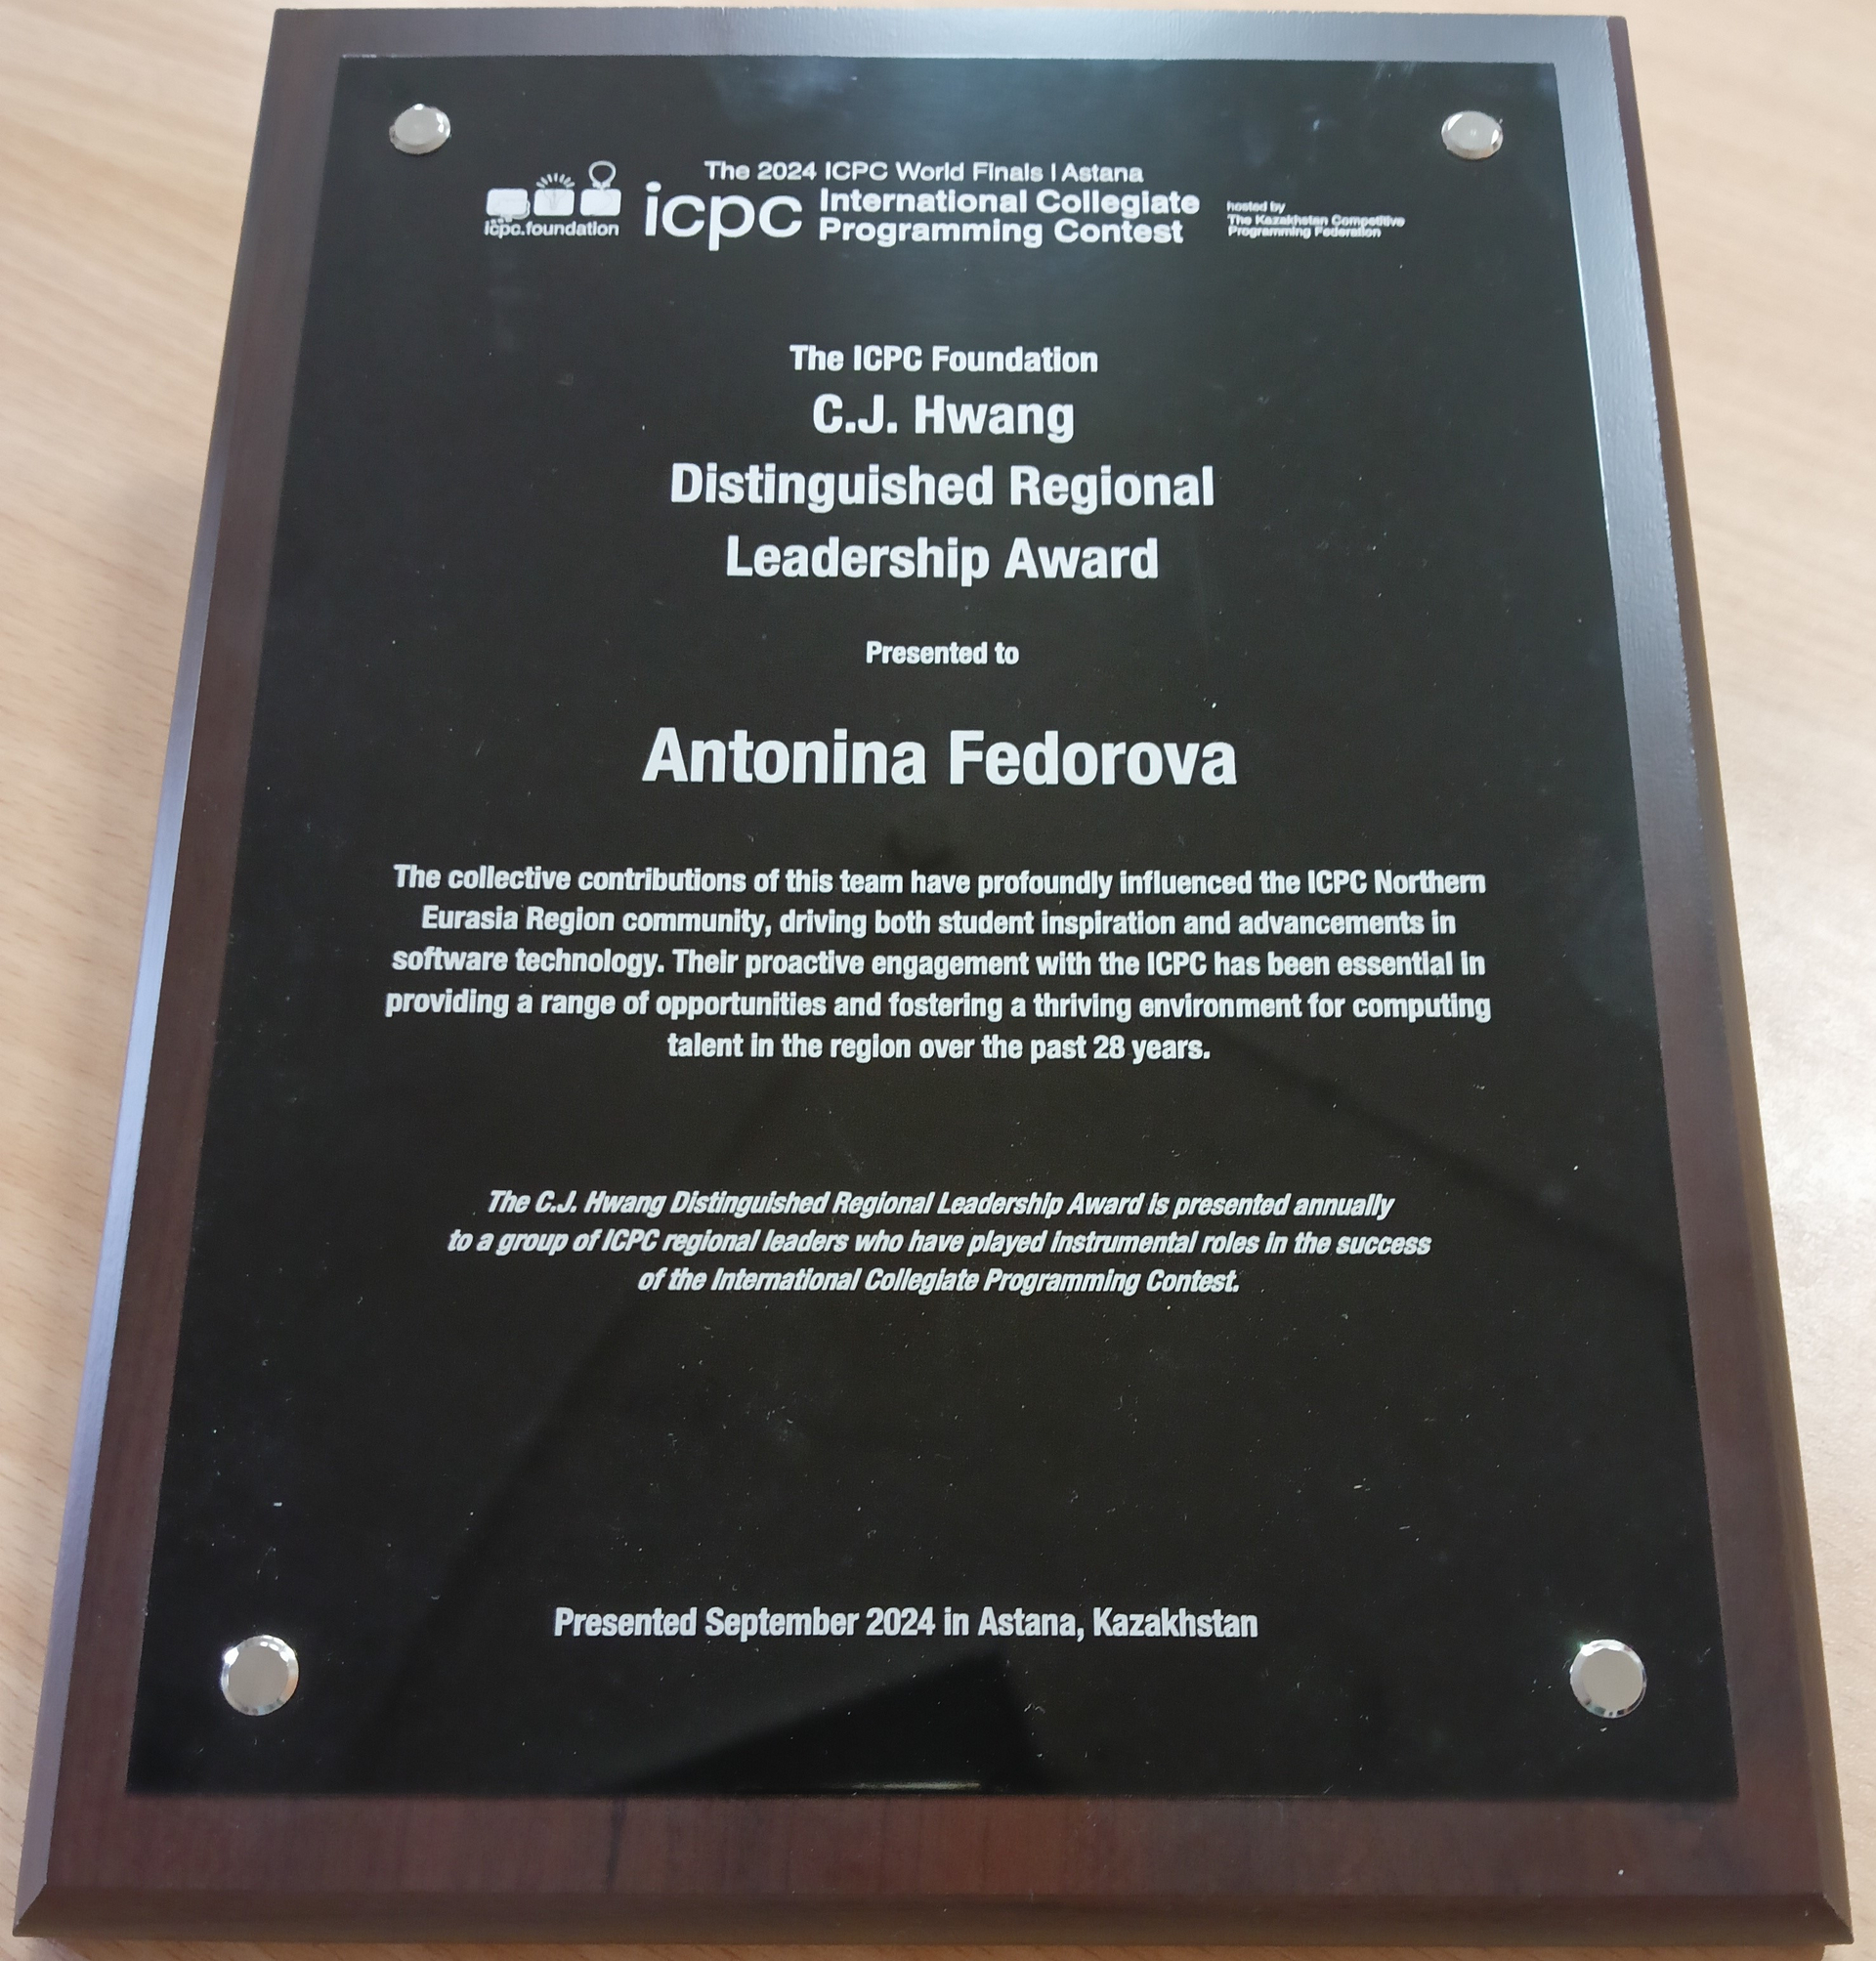 The 2024 ICPC World Finals | Astana
icpc.foundation
icpc
International Collegiate
Programming Contest
hosted by
The Kazakhstan Competitive
Programming Federation
The ICPC Foundation
C.J. Hwang
Distinguished Regional
Leadership Award
Presented to
Antonina Fedorova
The collective contributions of this team have profoundly influenced the ICPC Northern
Eurasia Region community, driving both student inspiration and advancements in
software technology. Their proactive engagement with the ICPC has been essential in
providing a range of opportunities and fostering a thriving environment for computing
talent in the region over the past 28 years.
The C.J. Hwang Distinguished Regional Leadership Award is presented annually
to a group of ICPC regional leaders who have played instrumental roles in the success
of the International Collegiate Programming Contest.
Presented September 2024 in Astana, Kazakhstan